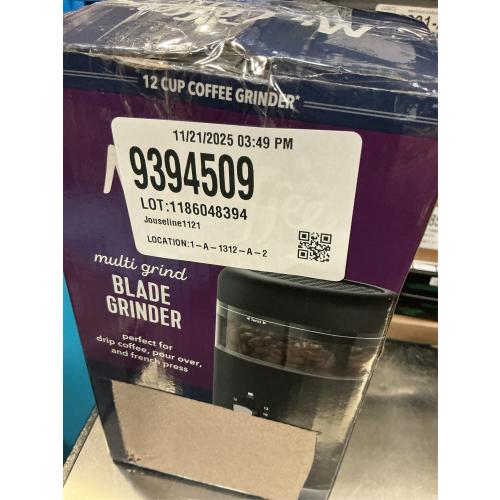 12 CUP COFFEE GRINDER*
11/21/2025 03:49 PM
9394509
LOT:1186048394
Jouseline1121
LOCATION:1-A-1312-A-2
multi grind
BLADE
GRINDER
perfect for
drip coffee, pour over,
and french press